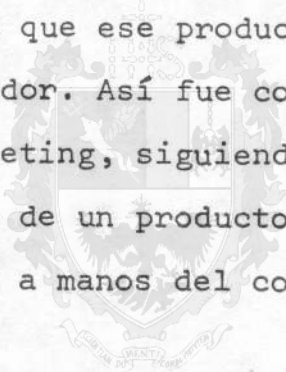 que ese produc
dor. Así fue co
eting, siguiend
de un producto
a manos del co